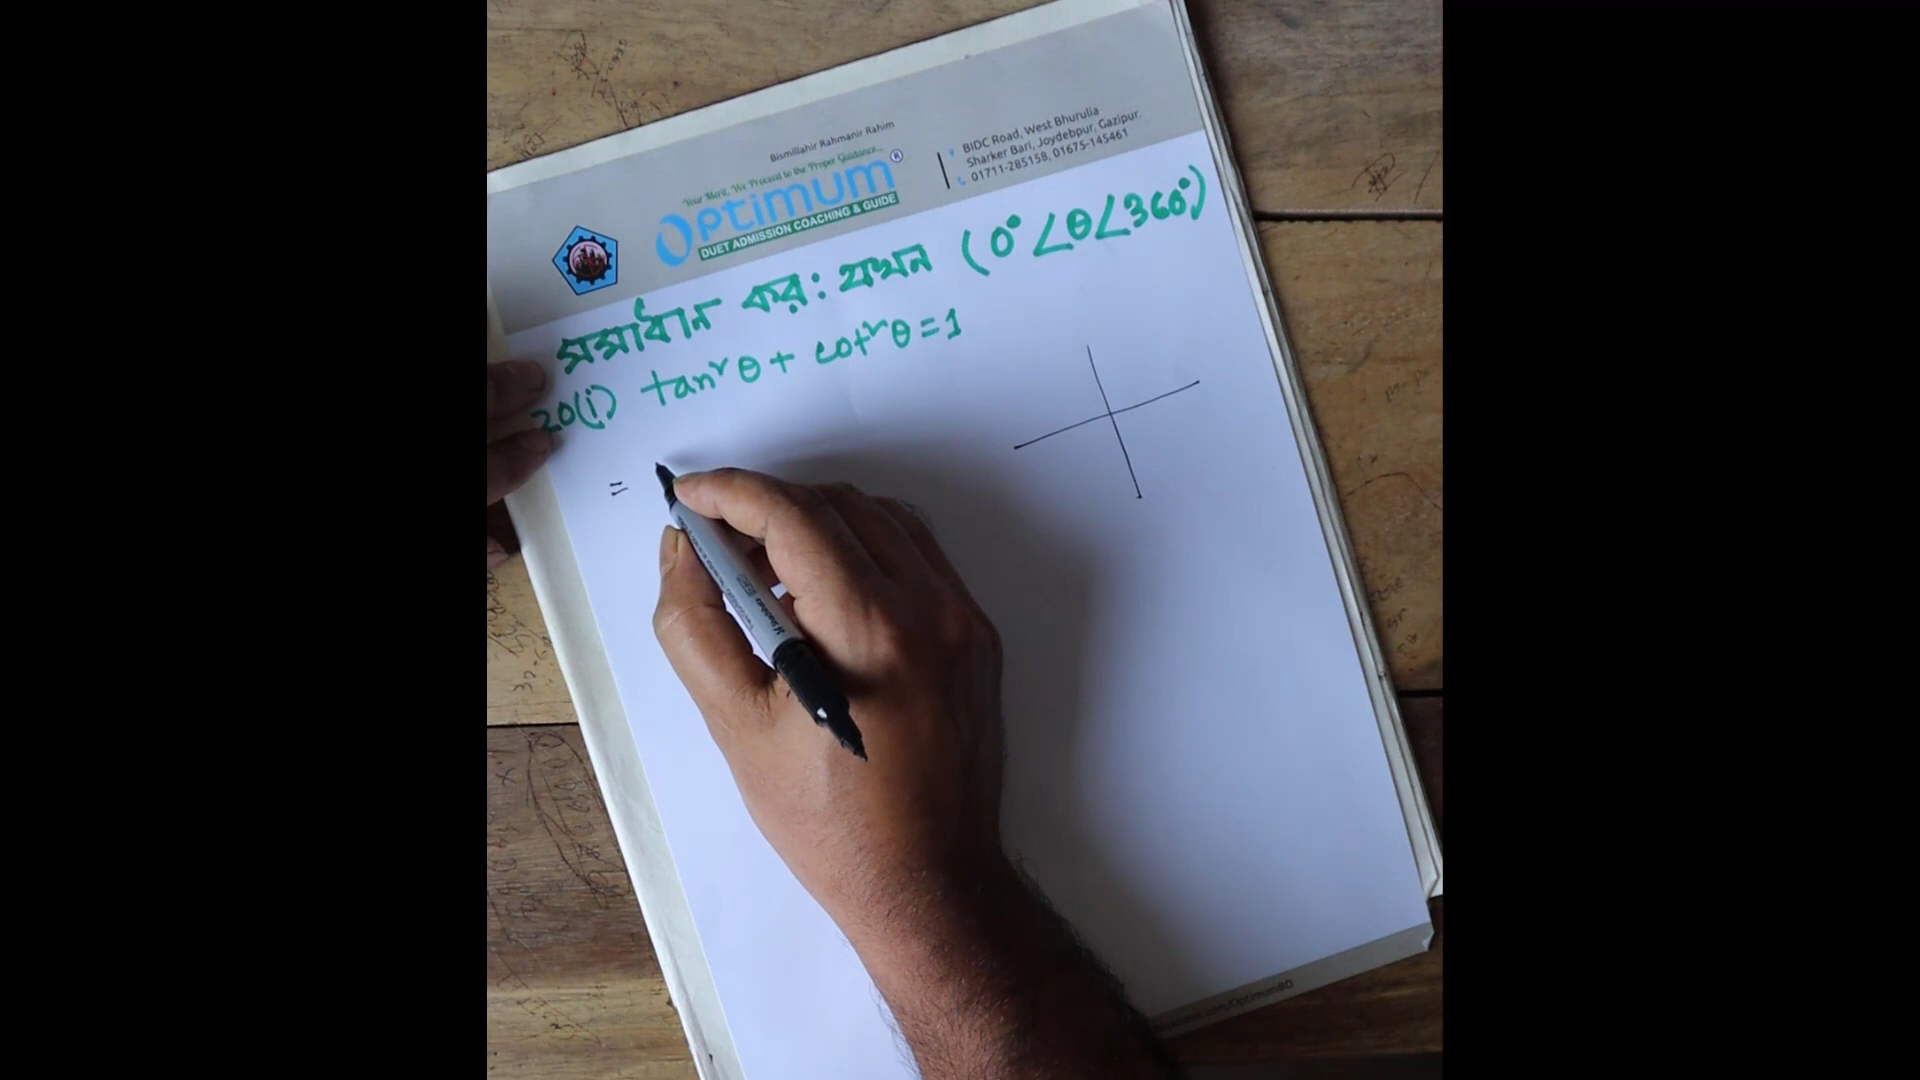 Bismillahir Rahmanir Rahim
Your Merit, We Proceed to the Proper Guidance...
Optimum®
DUET ADMISSION COACHING & GUIDE
BIDC Road, West Bhurulia
Sharker Bari, Joydebpur, Gazipur.
01711-285158, 01675-145461
সমাধান কর: যখন (0° < θ < 360°)
20(i) tan²θ + cot²θ = 1
=